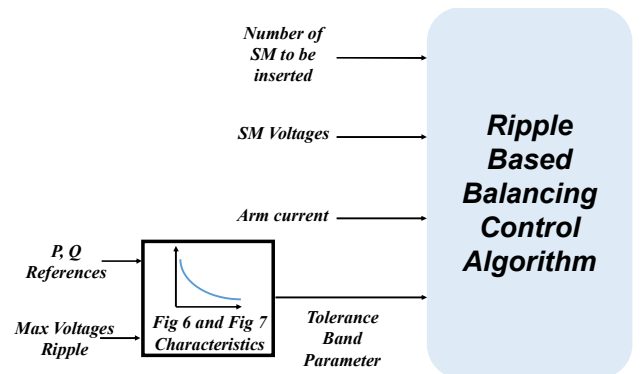 Number of
SM to be
inserted
SM Voltages
Arm current
P, Q
References
Max Voltages
Ripple
Fig 6 and Fig 7
Characteristics
Tolerance
Band
Parameter
Ripple
Based
Balancing
Control
Algorithm